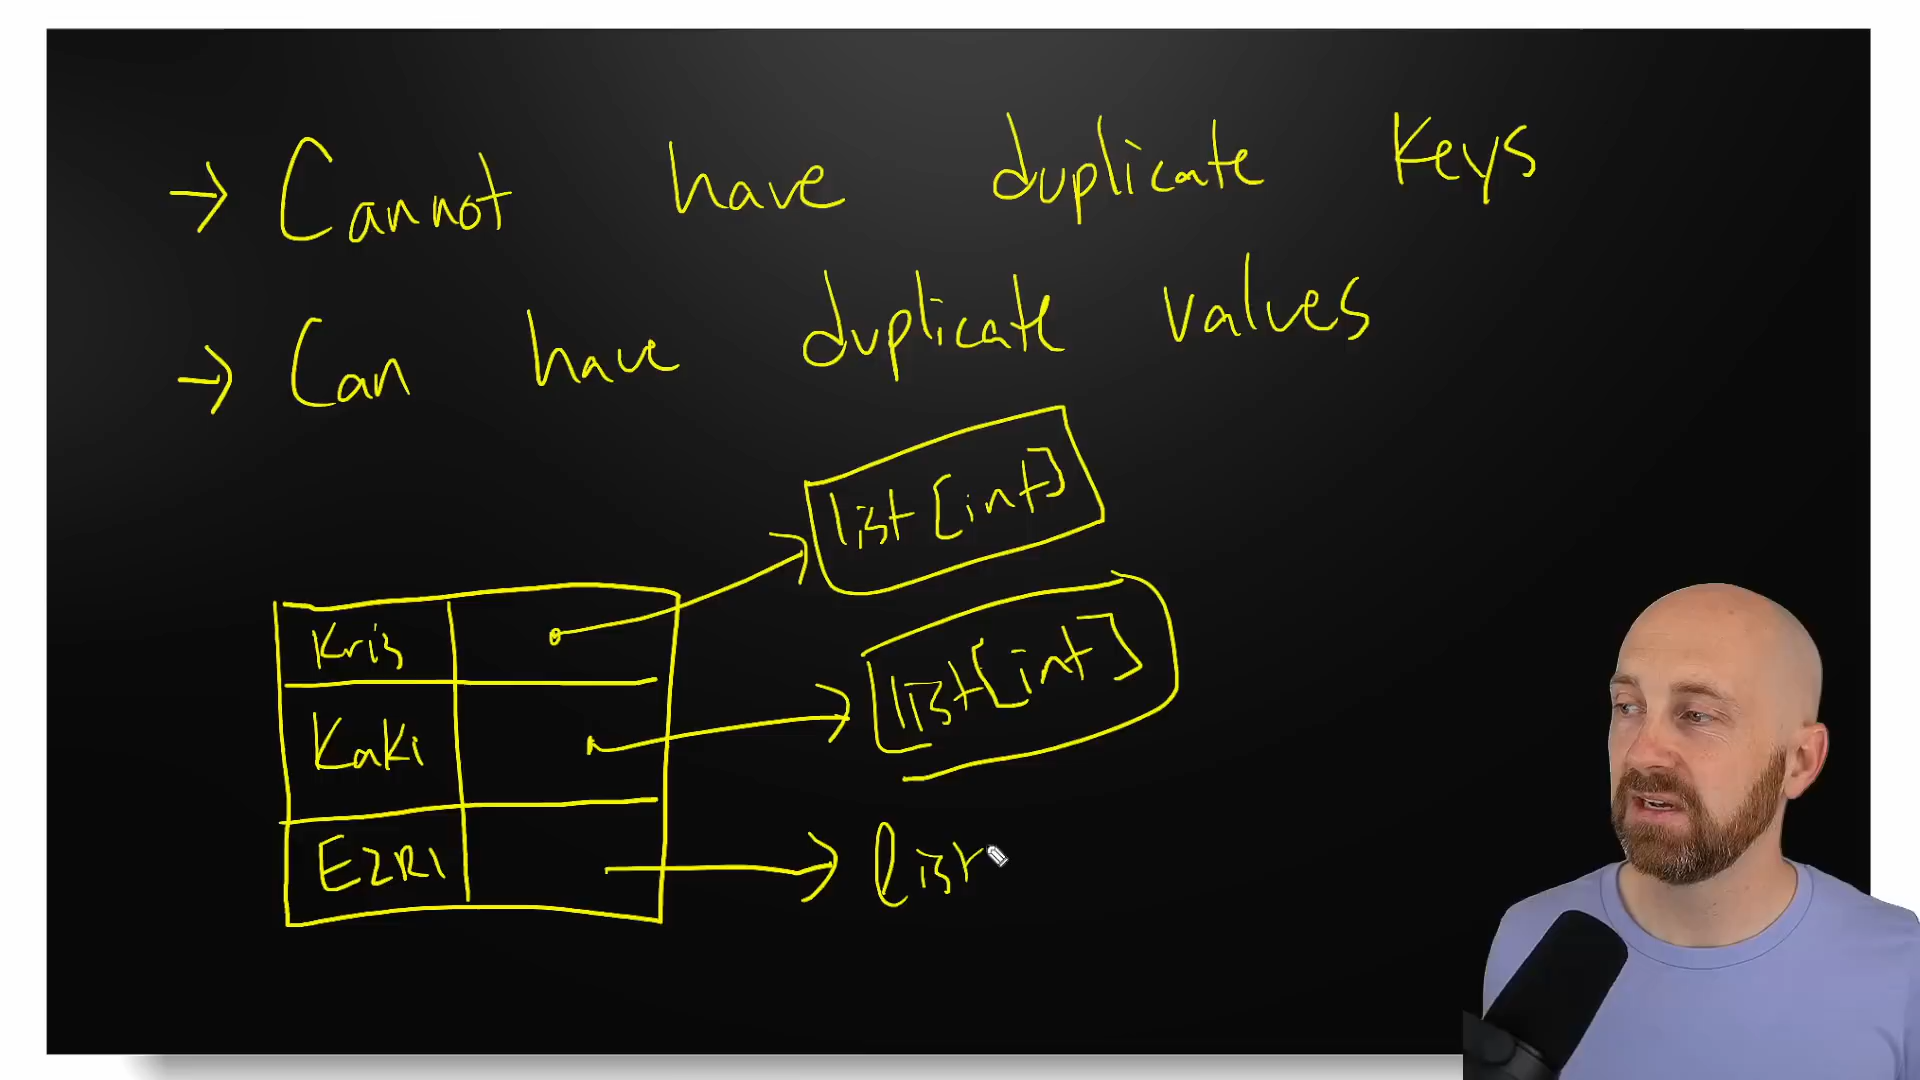 → Cannot have duplicate keys
→ Can have duplicate values
list[int]
Kris
list[int]
Kaki
EZRI
list